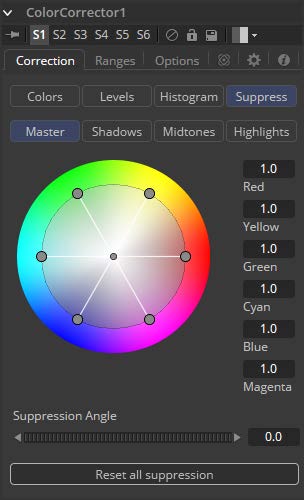 ColorCorrector1
S1 S2 S3 S4 S5 S6
Correction Ranges Options
Colors Levels Histogram Suppress
Master Shadows Midtones Highlights
1.0
Red
1.0
Yellow
1.0
Green
1.0
Cyan
1.0
Blue
1.0
Magenta
Suppression Angle
0.0
Reset all suppression